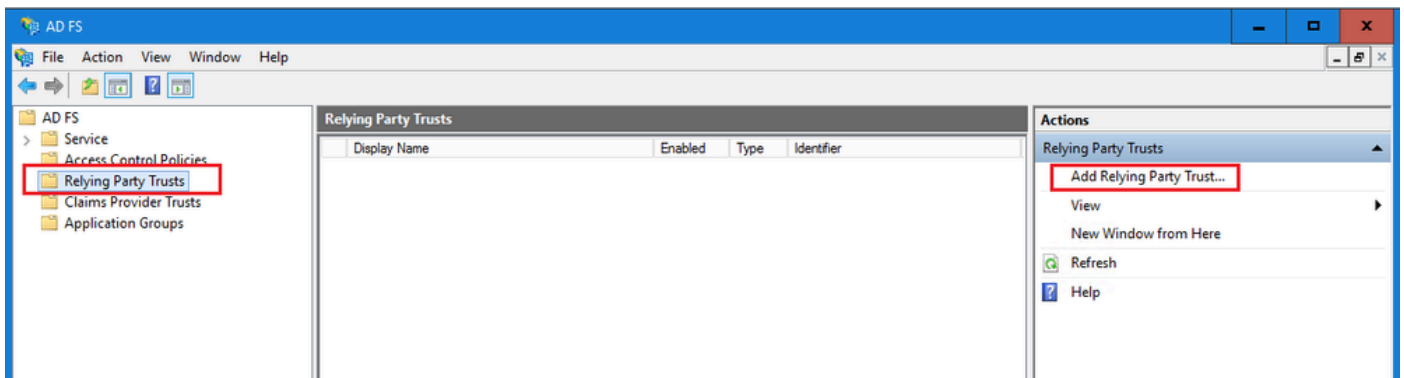 AD FS
File Action View Window Help
AD FS
Service
Access Control Policies
Relying Party Trusts
Claims Provider Trusts
Application Groups
Relying Party Trusts
Display Name Enabled Type Identifier
Actions
Relying Party Trusts
Add Relying Party Trust...
View
New Window from Here
Refresh
Help